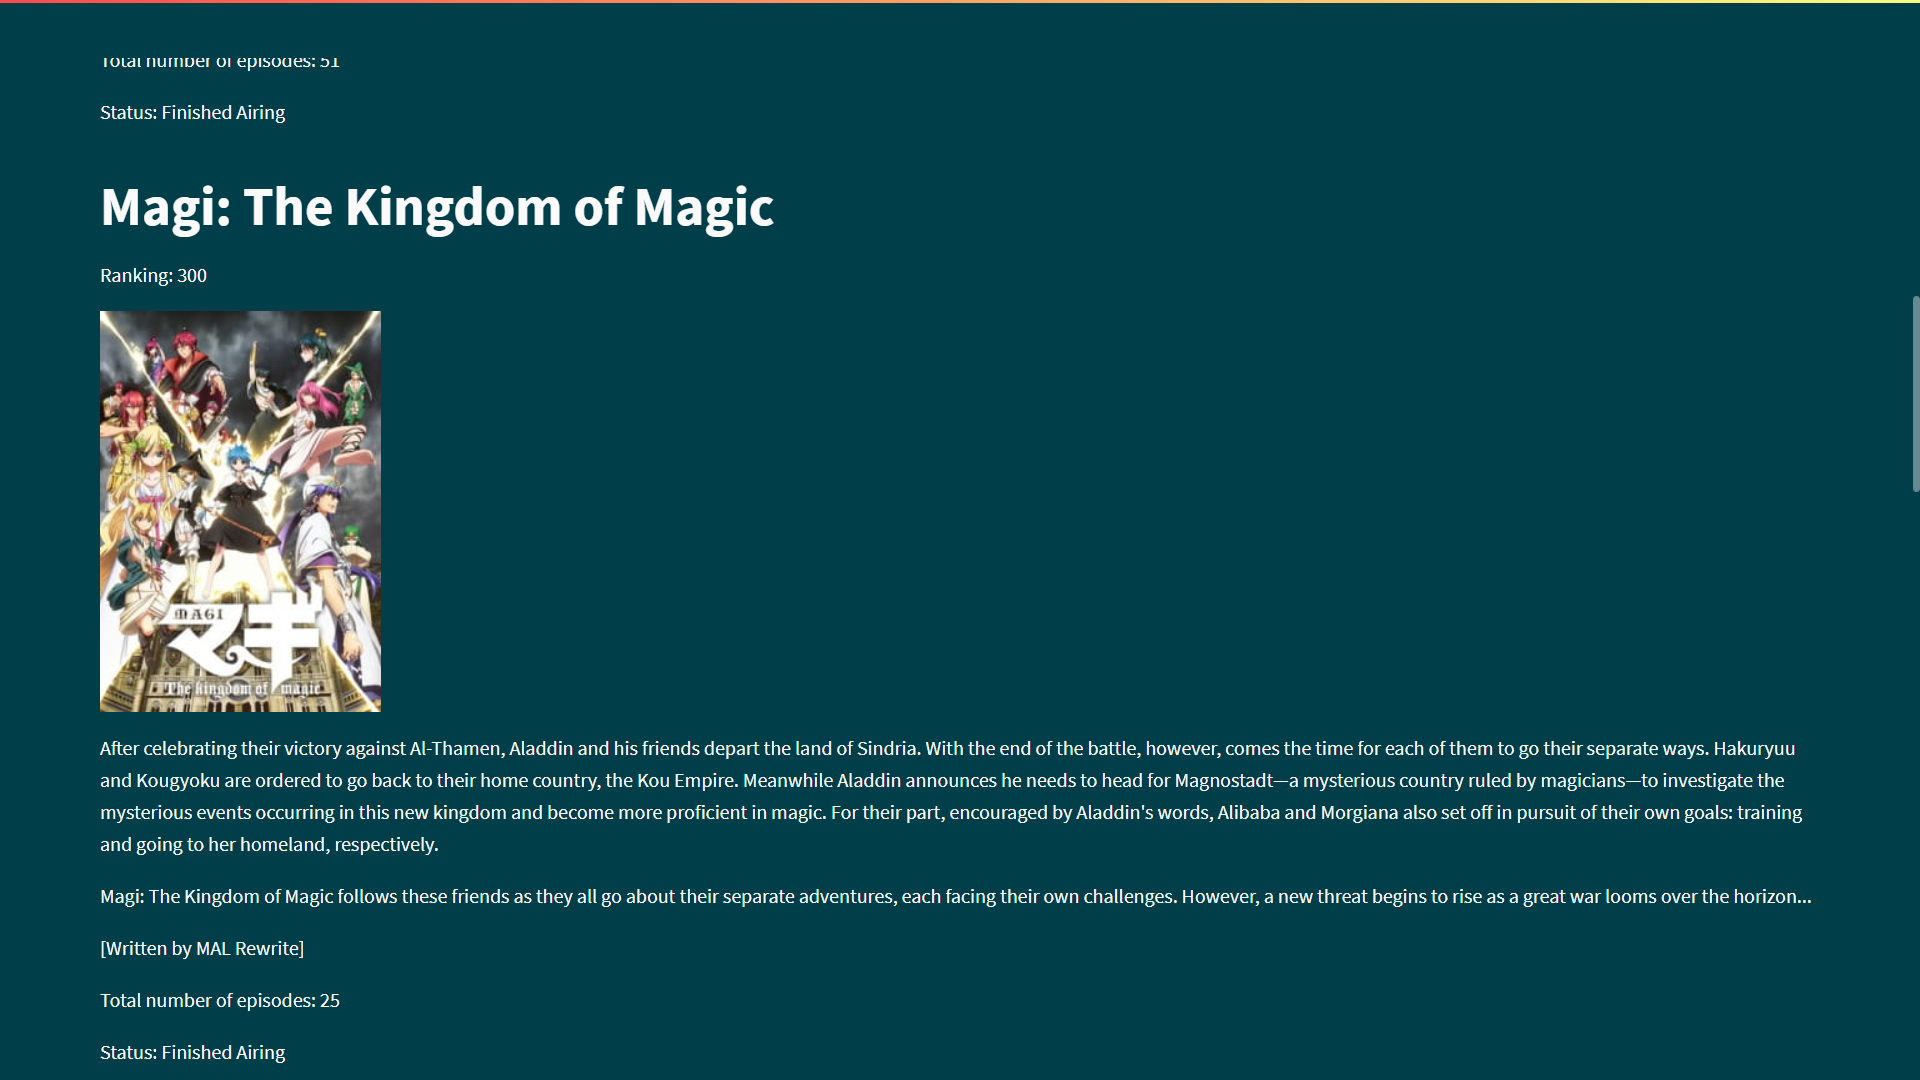 Total number of episodes: 51
Status: Finished Airing
Magi: The Kingdom of Magic
Ranking: 300
MAGI
マギ
The kingdom of magic
After celebrating their victory against Al-Thamen, Aladdin and his friends depart the land of Sindria. With the end of the battle, however, comes the time for each of them to go their separate ways. Hakuryuu
and Kougyoku are ordered to go back to their home country, the Kou Empire. Meanwhile Aladdin announces he needs to head for Magnostadt—a mysterious country ruled by magicians—to investigate the
mysterious events occurring in this new kingdom and become more proficient in magic. For their part, encouraged by Aladdin's words, Alibaba and Morgiana also set off in pursuit of their own goals: training
and going to her homeland, respectively.
Magi: The Kingdom of Magic follows these friends as they all go about their separate adventures, each facing their own challenges. However, a new threat begins to rise as a great war looms over the horizon...
[Written by MAL Rewrite]
Total number of episodes: 25
Status: Finished Airing